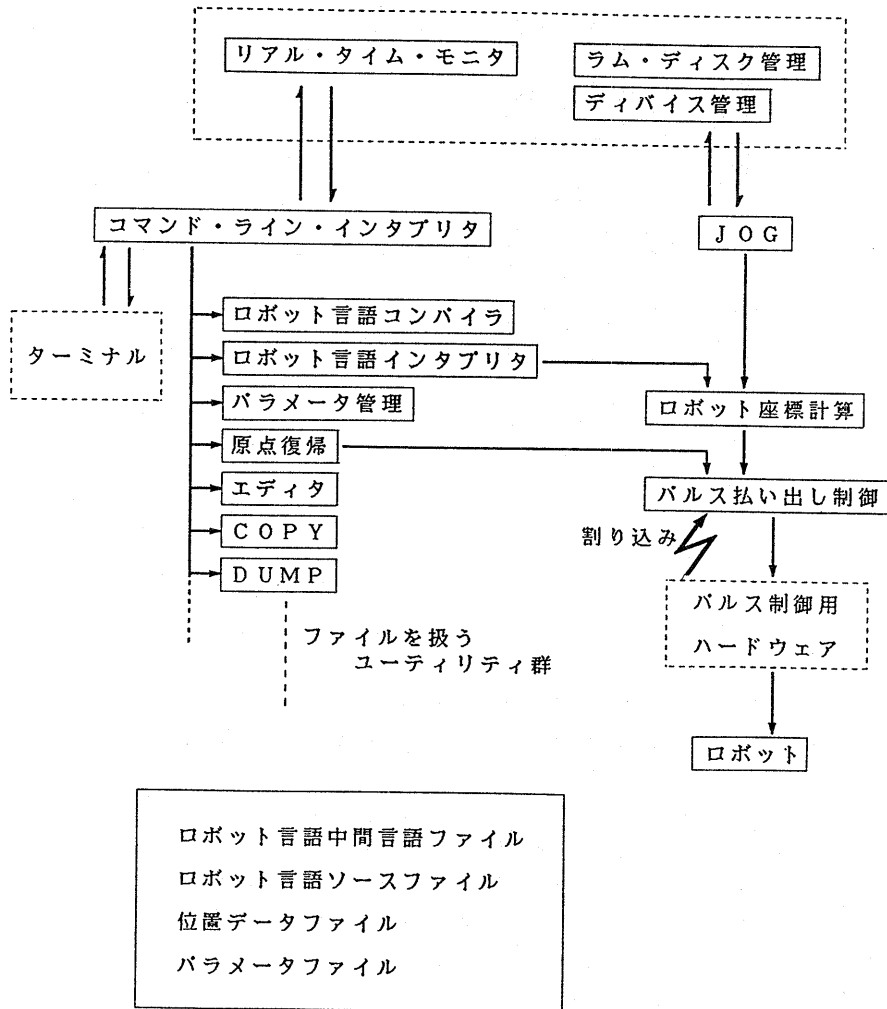 リアル・タイム・モニタ
ラム・ディスク管理
ディバイス管理
コマンド・ライン・インタプリタ
JOG
ターミナル
ロボット言語コンパイラ
ロボット言語インタプリタ
パラメータ管理
ロボット座標計算
原点復帰
エディタ
パルス払い出し制御
COPY
割り込み
DUMP
パルス制御用
ハードウェア
ファイルを扱う
ユーティリティ群
ロボット
ロボット言語中間言語ファイル
ロボット言語ソースファイル
位置データファイル
パラメータファイル